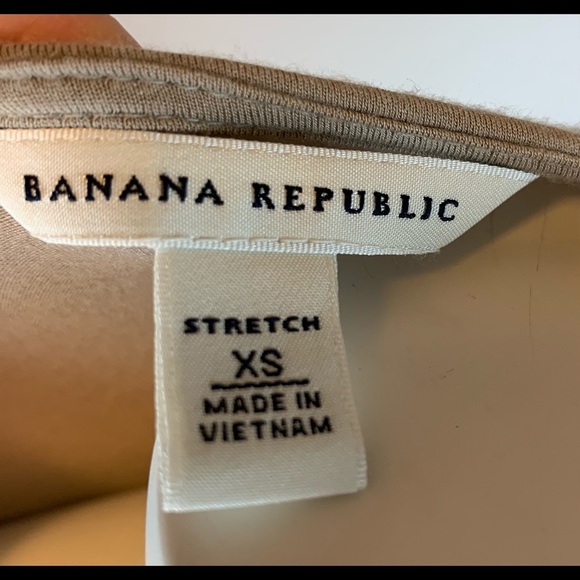 BANANA REPUBLIC
STRETCH
XS
MADE IN
VIETNAM